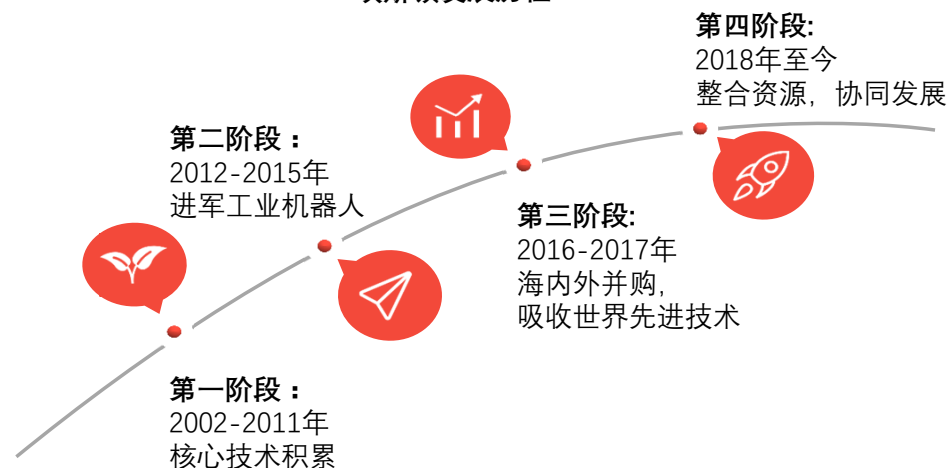 第一阶段：
2002-2011年
核心技术积累
第二阶段：
2012-2015年
进军工业机器人
第三阶段:
2016-2017年
海内外并购，
吸收世界先进技术
第四阶段:
2018年至今
整合资源，协同发展